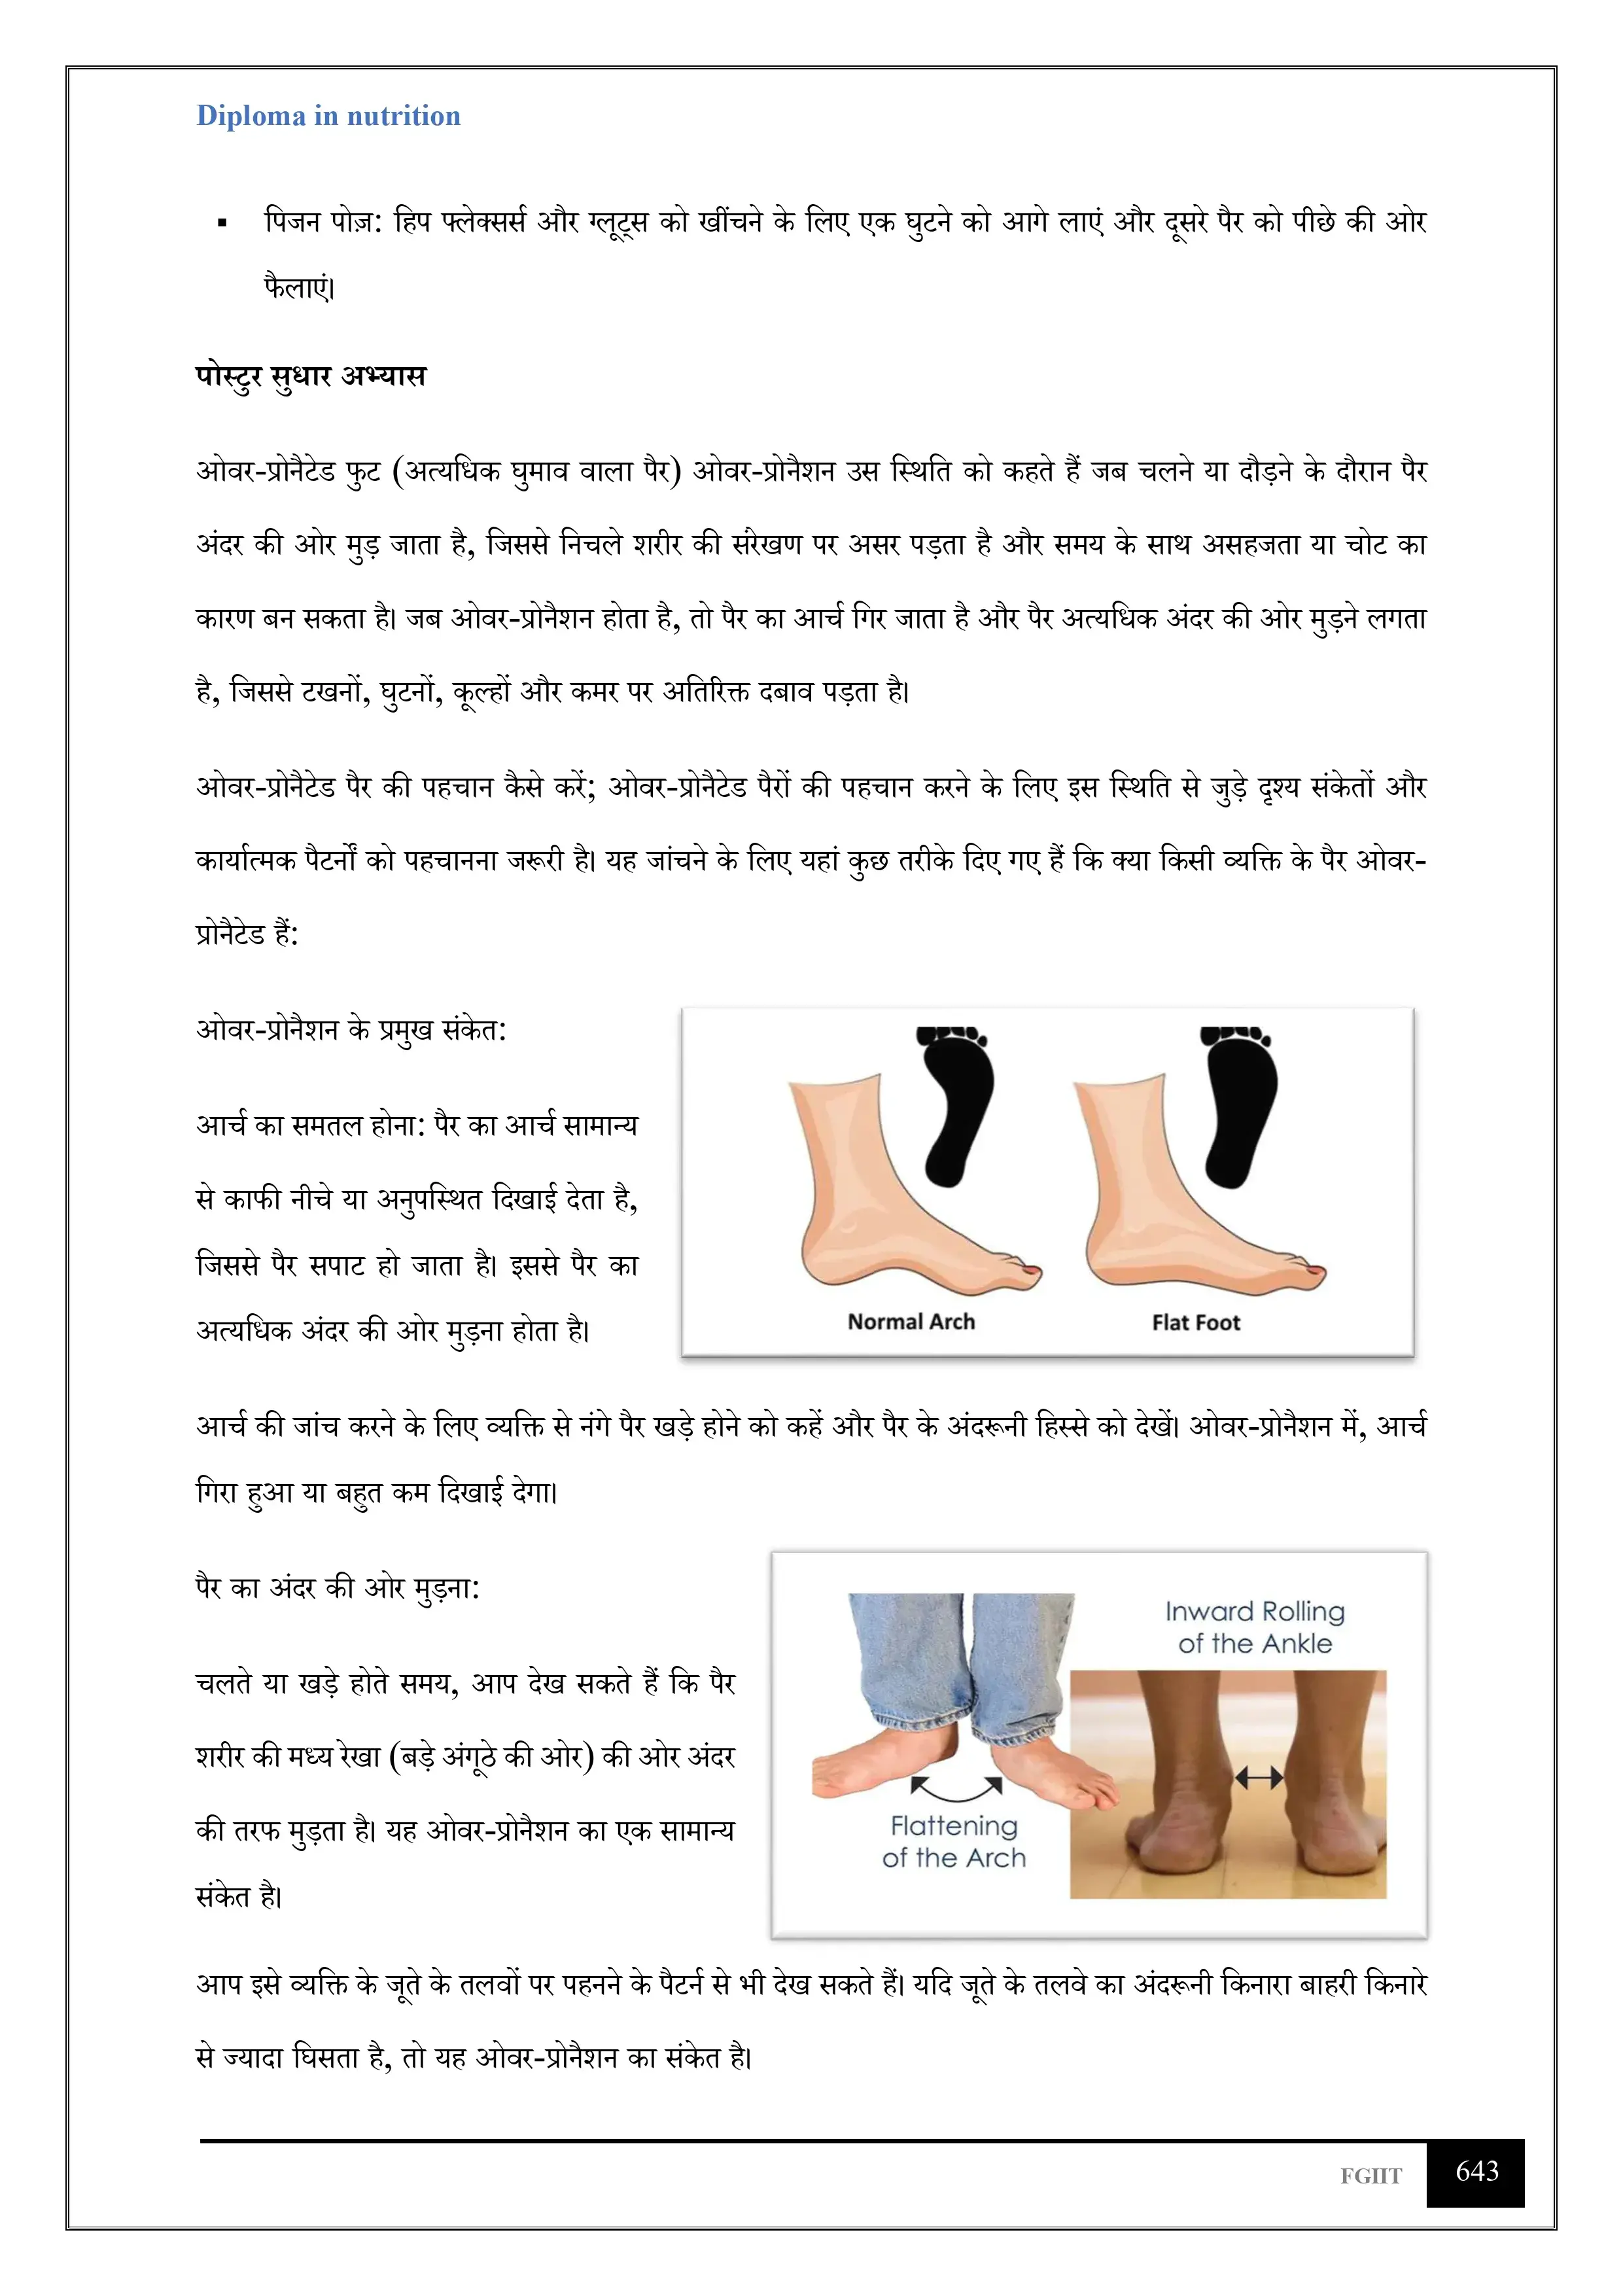 Diploma in nutrition
▪ पिजन पोज़: हिप फ्लेक्सर्स और ग्लूट्स को खींचने के लिए एक घुटने को आगे लाएं और दूसरे पैर को पीछे की ओर
फैलाएं।
पोस्टुर सुधार अभ्यास
ओवर-प्रोनैटेड फुट (अत्यधिक घुमाव वाला पैर) ओवर-प्रोनैशन उस स्थिति को कहते हैं जब चलने या दौड़ने के दौरान पैर
अंदर की ओर मुड़ जाता है, जिससे निचले शरीर की संरेखण पर असर पड़ता है और समय के साथ असहजता या चोट का
कारण बन सकता है। जब ओवर-प्रोनैशन होता है, तो पैर का आर्च गिर जाता है और पैर अत्यधिक अंदर की ओर मुड़ने लगता
है, जिससे टखनों, घुटनों, कूल्हों और कमर पर अतिरिक्त दबाव पड़ता है।
ओवर-प्रोनैटेड पैर की पहचान कैसे करें; ओवर-प्रोनैटेड पैरों की पहचान करने के लिए इस स्थिति से जुड़े दृश्य संकेतों और
कार्यात्मक पैटर्नों को पहचानना जरूरी है। यह जांचने के लिए यहां कुछ तरीके दिए गए हैं कि क्या किसी व्यक्ति के पैर ओवर-
प्रोनैटेड हैं:
ओवर-प्रोनैशन के प्रमुख संकेत:
आर्च का समतल होना: पैर का आर्च सामान्य
से काफी नीचे या अनुपस्थित दिखाई देता है,
जिससे पैर सपाट हो जाता है। इससे पैर का
अत्यधिक अंदर की ओर मुड़ना होता है।
Normal Arch
Flat Foot
आर्च की जांच करने के लिए व्यक्ति से नंगे पैर खड़े होने को कहें और पैर के अंदरूनी हिस्से को देखें। ओवर-प्रोनैशन में, आर्च
गिरा हुआ या बहुत कम दिखाई देगा।
पैर का अंदर की ओर मुड़ना:
चलते या खड़े होते समय, आप देख सकते हैं कि पैर
शरीर की मध्य रेखा (बड़े अंगूठे की ओर) की ओर अंदर
की तरफ मुड़ता है। यह ओवर-प्रोनैशन का एक सामान्य
संकेत है।
Inward Rolling
of the Ankle
Flattening
of the Arch
आप इसे व्यक्ति के जूते के तलवों पर पहनने के पैटर्न से भी देख सकते हैं। यदि जूते के तलवे का अंदरूनी किनारा बाहरी किनारे
से ज्यादा घिसता है, तो यह ओवर-प्रोनैशन का संकेत है।
FGIIT
643